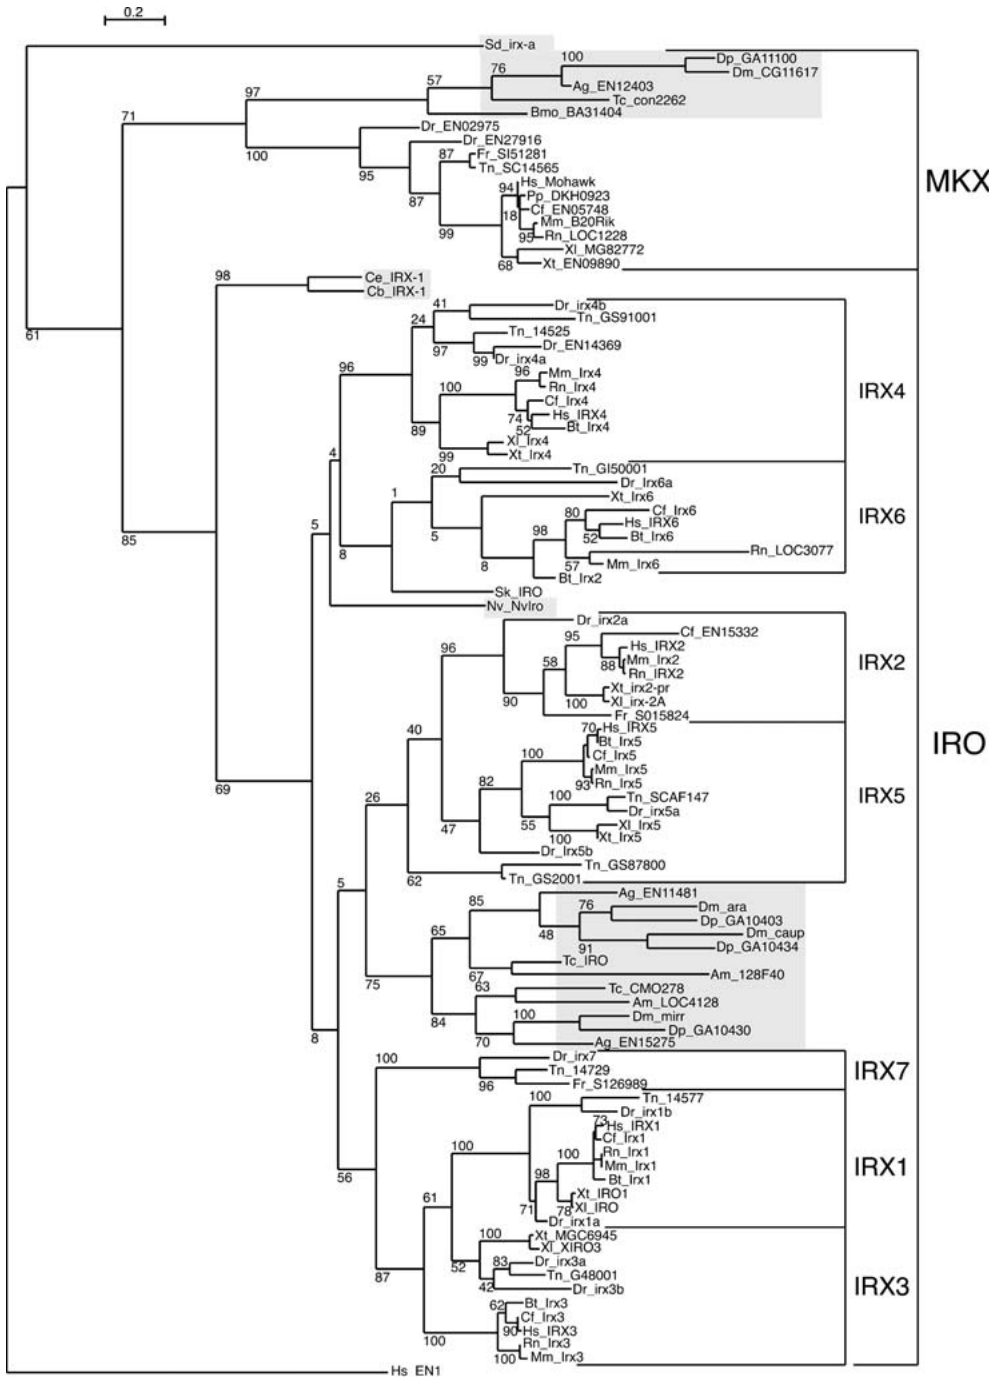 0.2
Sd_irx-a
100
Dp_GA11100
76
Dm_CG11617
57
Ag_EN12403
97
Tc_con2262
Bmo_BA31404
71
Dr_EN02975
100
Dr_EN27916
95
87
Fr_SI51281
Tn_SC14565
MKX
87
Hs_Mohawk
94
Pp_DKH0923
18
Cf_EN05748
Mm_B20Rik
99
95
Rn_LOC1228
Xl_MG82772
68
Xt_EN09890
98
Ce_IRX-1
Cb_IRX-1
61
41
Dr_irx4b
24
Tn_GS91001
Tn_14525
97
Dr_EN14369
99
Dr_irx4a
96
96
Mm_Irx4
100
Rn_Irx4
IRX4
Cf_Irx4
74
Hs_IRX4
89
52
Bt_Irx4
Xl_Irx4
99
Xt_Irx4
4
20
Tn_GI50001
Dr_Irx6a
1
Xt_Irx6
80
Cf_Irx6
IRX6
5
5
98
Hs_IRX6
52
Bt_Irx6
85
8
Rn_LOC3077
8
57
Mm_Irx6
Bt_Irx2
Sk_IRO
Nv_NvIro
Dr_irx2a
95
Cf_EN15332
96
Hs_IRX2
58
Mm_Irx2
IRX2
88
Rn_IRX2
90
Xt_irx2-pr
100
Xl_irx-2A
Fr_S015824
40
70
Hs_IRX5
IRO
Bt_Irx5
100
Cf_Irx5
Mm_Irx5
69
82
93
Rn_Irx5
IRX5
26
100
Tn_SCAF147
Dr_irx5a
47
55
Xl_Irx5
100
Xt_Irx5
Dr_Irx5b
Tn_GS87800
62
Tn_GS2001
5
Ag_EN11481
85
76
Dm_ara
Dp_GA10403
65
48
Dm_caup
91
Dp_GA10434
Tc_IRO
67
Am_128F40
75
63
Tc_CMO278
Am_LOC4128
84
100
Dm_mirr
Dp_GA10430
8
70
Ag_EN15275
100
Dr_irx7
Tn_14729
IRX7
96
Fr_S126989
100
Tn_14577
Dr_irx1b
73
Hs_IRX1
100
Cf_Irx1
100
Rn_Irx1
98
Mm_Irx1
IRX1
56
Bt_Irx1
61
Xt_IRO1
71
78
Xl_IRO
Dr_irx1a
100
Xt_MGC6945
Xl_XIRO3
52
83
Dr_irx3a
87
Tn_G48001
42
Dr_irx3b
IRX3
62
Bt_Irx3
Cf_Irx3
90
Hs_IRX3
100
Rn_Irx3
100
Mm_Irx3
Hs_EN1